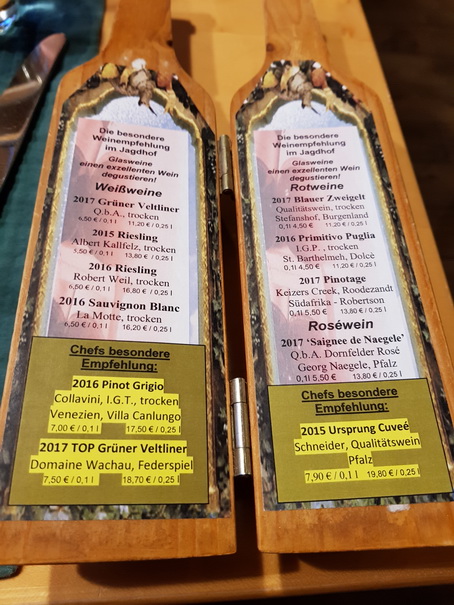 Die besondere
Weinempfehlung
im Jagdhof
Glasweine
einen exzellenten Wein
degustieren!
Weißweine
2017 Grüner Veltliner
Q.b.A., trocken
6,50 € / 0,1 l 11,20 € / 0,25 l
2015 Riesling
Albert Kallfelz, trocken
5,50 € / 0,1 l 13,80 € / 0,25 l
2016 Riesling
Robert Weil, trocken
6,50 € / 0,1 l 16,80 € / 0,25 l
2016 Sauvignon Blanc
La Motte, trocken
6,50 € / 0,1 l 16,20 € / 0,25 l
Chefs besondere
Empfehlung:
2016 Pinot Grigio
Collavini, I.G.T., trocken
Venezien, Villa Canlungo
7,00 € / 0,1 l 17,50 € / 0,25 l
2017 TOP Grüner Veltliner
Domaine Wachau, Federspiel
7,50 € / 0,1 l 18,70 € / 0,25 l
Die besondere
Weinempfehlung
im Jagdhof
Glasweine
einen exzellenten Wein
degustieren!
Rotweine
2017 Blauer Zweigelt
Qualitätswein, trocken
Stefanshof, Burgenland
0,1l 4,50 € 11,20 € / 0,25 l
2016 Primitivo Puglia
I.G.P. , trocken
St. Barthelmeh, Dolcè
0,1l 4,50 € 11,20 € / 0,25 l
2017 Pinotage
Keizers Creek, Roodezandt
Südafrika - Robertson
0,1l 5,50 € 13,80 € / 0,25 l
Roséwein
2017 ‘Saignee de Naegele’
Q.b.A. Dornfelder Rosé
Georg Naegele, Pfalz
0,1l 5,50 € 13,80 € / 0,25 l
Chefs besondere
Empfehlung:
2015 Ursprung Cuveé
Schneider, Qualitätswein
Pfalz
7,90 € / 0,1 l 19,80 € / 0,25 l